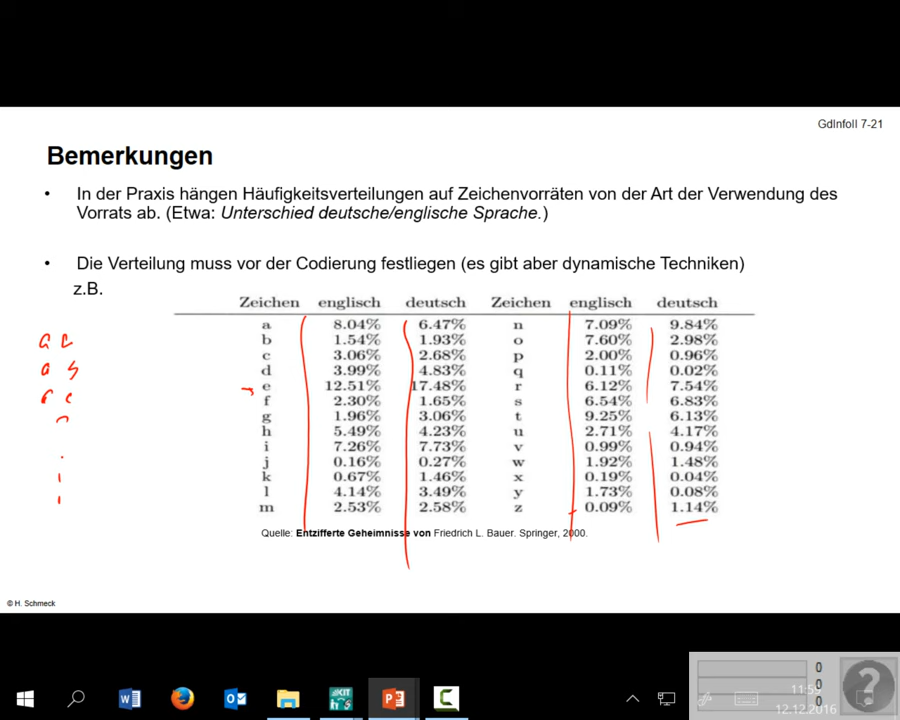 GdInfoII 7-21
Bemerkungen
• In der Praxis hängen Häufigkeitsverteilungen auf Zeichenvorräten von der Art der Verwendung des
Vorrats ab. (Etwa: Unterschied deutsche/englische Sprache.)
• Die Verteilung muss vor der Codierung festliegen (es gibt aber dynamische Techniken)
z.B.
Zeichen englisch deutsch Zeichen englisch deutsch
a 8.04% 6.47% n 7.09% 9.84%
b 1.54% 1.93% o 7.60% 2.98%
c 3.06% 2.68% p 2.00% 0.96%
d 3.99% 4.83% q 0.11% 0.02%
e 12.51% 17.48% r 6.12% 7.54%
f 2.30% 1.65% s 6.54% 6.83%
g 1.96% 3.06% t 9.25% 6.13%
h 5.49% 4.23% u 2.71% 4.17%
i 7.26% 7.73% v 0.99% 0.94%
j 0.16% 0.27% w 1.92% 1.48%
k 0.67% 1.46% x 0.19% 0.04%
l 4.14% 3.49% y 1.73% 0.08%
m 2.53% 2.58% z 0.09% 1.14%
Quelle: Entzifferte Geheimnisse von Friedrich L. Bauer. Springer, 2000.
© H. Schmeck
0
0
0
11:59
12.12.2016